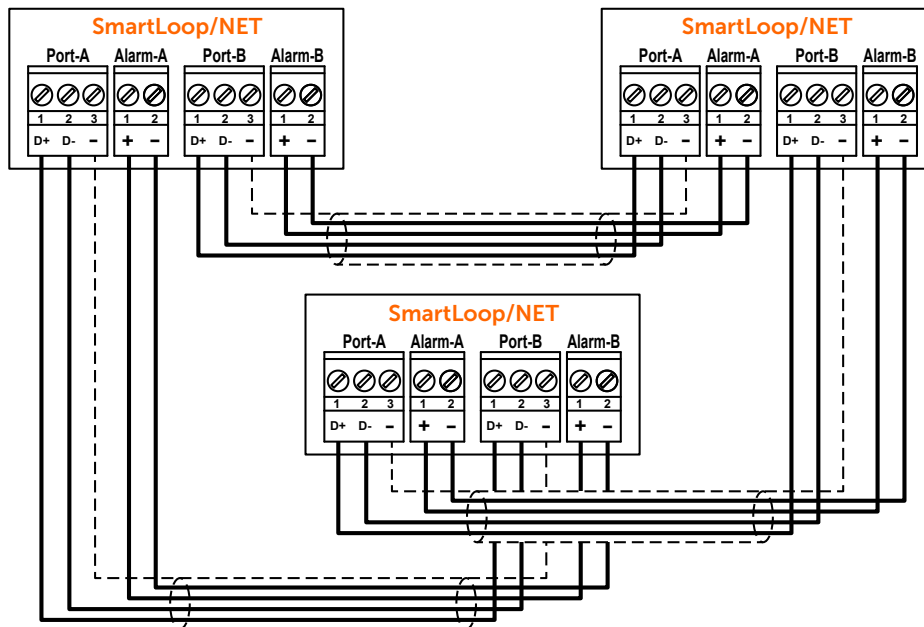 SmartLoop/NET
Port-A Alarm-A Port-B Alarm-B
1 2 3 1 2 1 2 3 1 2
D+ D- − + − D+ D- − + −
SmartLoop/NET
Port-A Alarm-A Port-B Alarm-B
1 2 3 1 2 1 2 3 1 2
D+ D- − + − D+ D- − + −
SmartLoop/NET
Port-A Alarm-A Port-B Alarm-B
1 2 3 1 2 1 2 3 1 2
D+ D- − + − D+ D- − + −